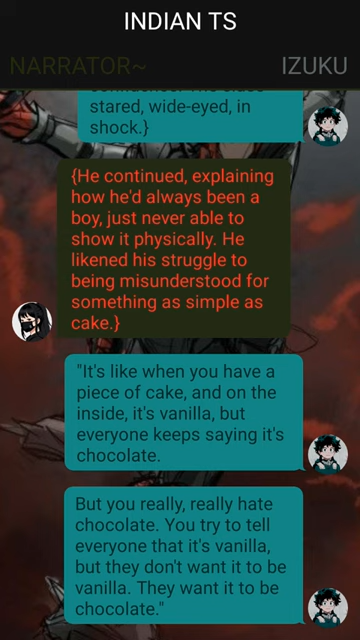 INDIAN TS
NARRATOR~
IZUKU
stared, wide-eyed, in
shock.}
{He continued, explaining
how he'd always been a
boy, just never able to
show it physically. He
likened his struggle to
being misunderstood for
something as simple as
cake.}
"It's like when you have a
piece of cake, and on the
inside, it's vanilla, but
everyone keeps saying it's
chocolate.
But you really, really hate
chocolate. You try to tell
everyone that it's vanilla,
but they don't want it to be
vanilla. They want it to be
chocolate."